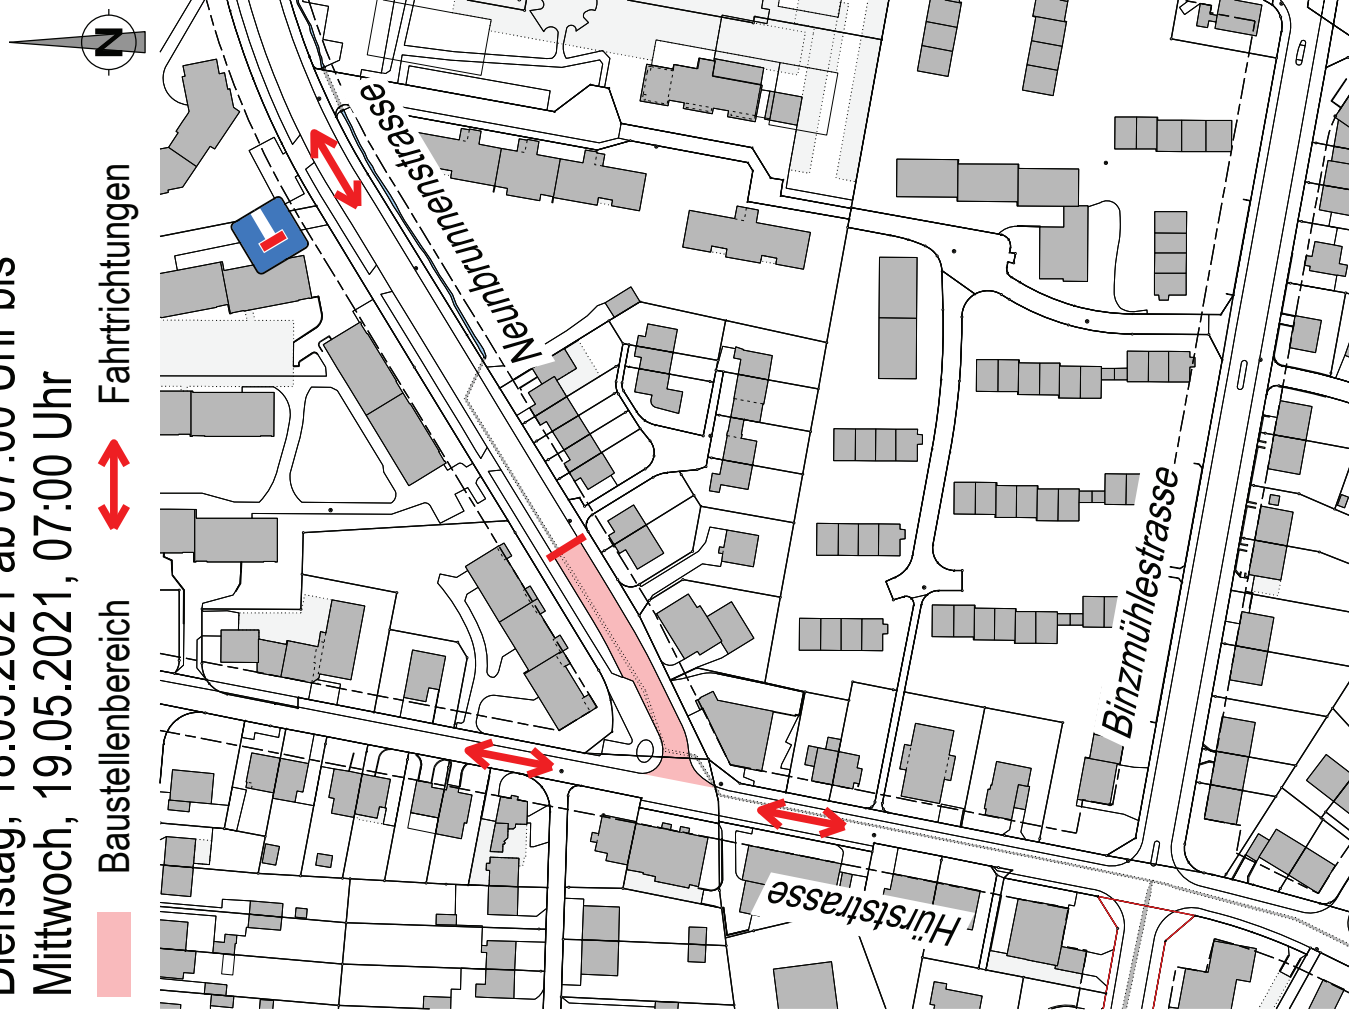 Dienstag, 18.05.2021 ab 07:00 Uhr bis
Mittwoch, 19.05.2021, 07:00 Uhr
Baustellenbereich
Fahrtrichtungen
N
Neunbrunnenstrasse
Binzmühlestrasse
Hürststrasse